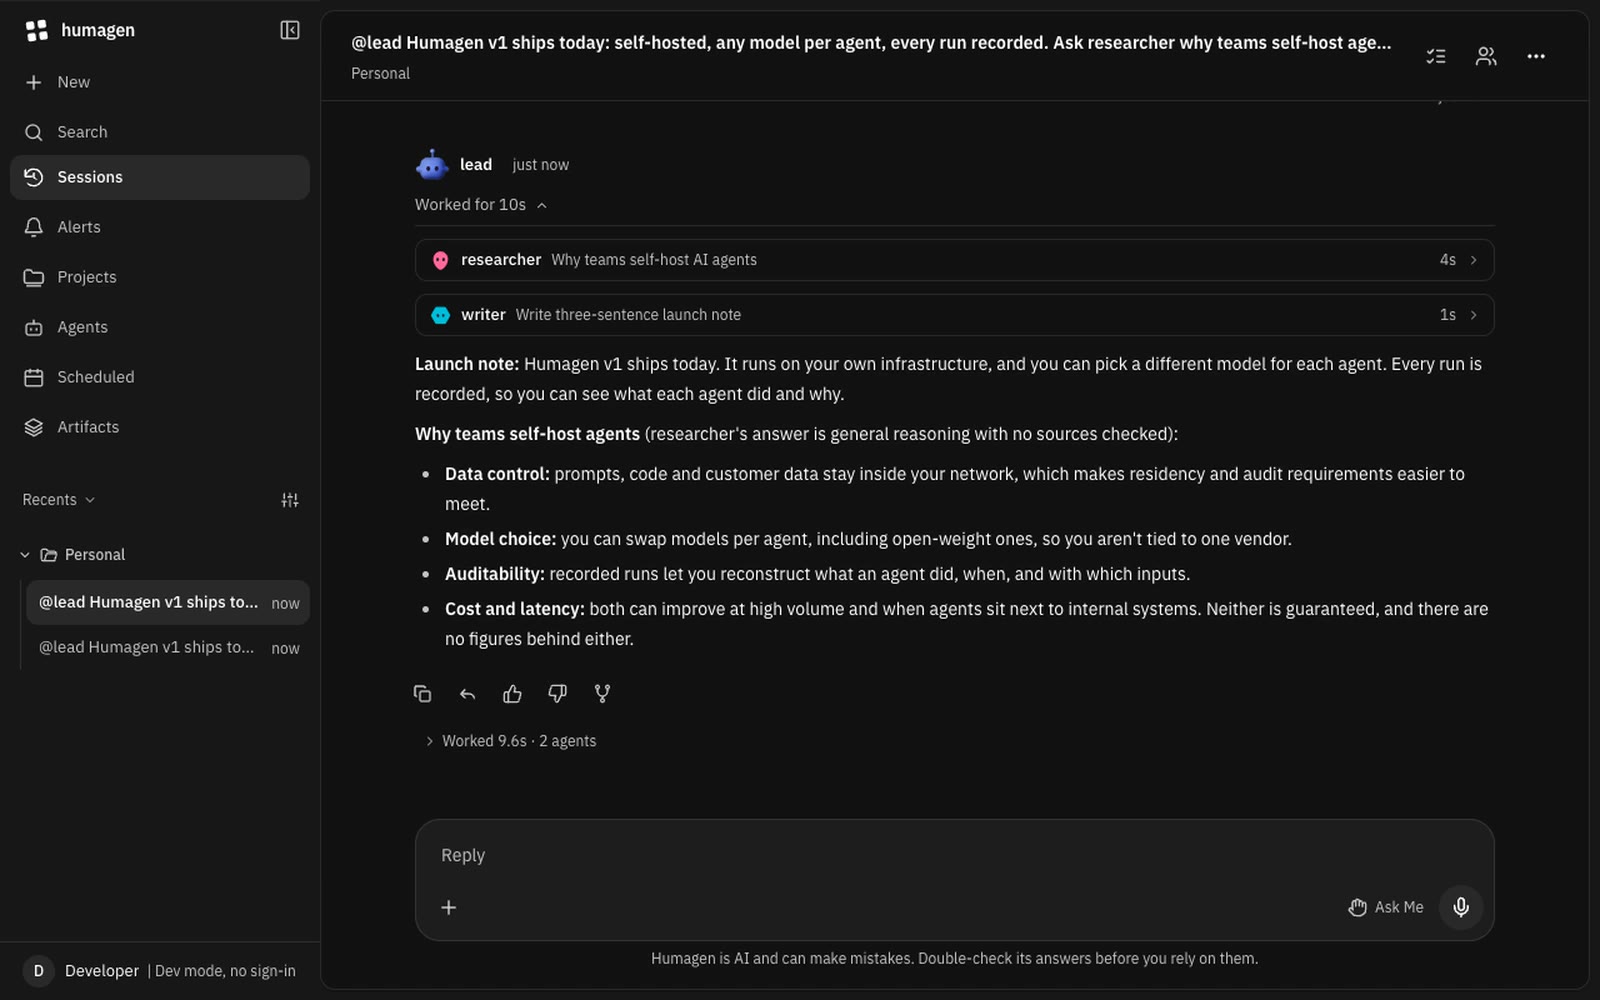 humagen
New
Search
Sessions
Alerts
Projects
Agents
Scheduled
Artifacts
Recents
Personal
@lead Humagen v1 ships to... now
@lead Humagen v1 ships to... now
D Developer | Dev mode, no sign-in
@lead Humagen v1 ships today: self-hosted, any model per agent, every run recorded. Ask researcher why teams self-host age...
Personal
lead just now
Worked for 10s
researcher Why teams self-host AI agents 4s
writer Write three-sentence launch note 1s
Launch note: Humagen v1 ships today. It runs on your own infrastructure, and you can pick a different model for each agent. Every run is
recorded, so you can see what each agent did and why.
Why teams self-host agents (researcher's answer is general reasoning with no sources checked):
• Data control: prompts, code and customer data stay inside your network, which makes residency and audit requirements easier to
meet.
• Model choice: you can swap models per agent, including open-weight ones, so you aren't tied to one vendor.
• Auditability: recorded runs let you reconstruct what an agent did, when, and with which inputs.
• Cost and latency: both can improve at high volume and when agents sit next to internal systems. Neither is guaranteed, and there are
no figures behind either.
Worked 9.6s · 2 agents
Reply
Ask Me
Humagen is AI and can make mistakes. Double-check its answers before you rely on them.